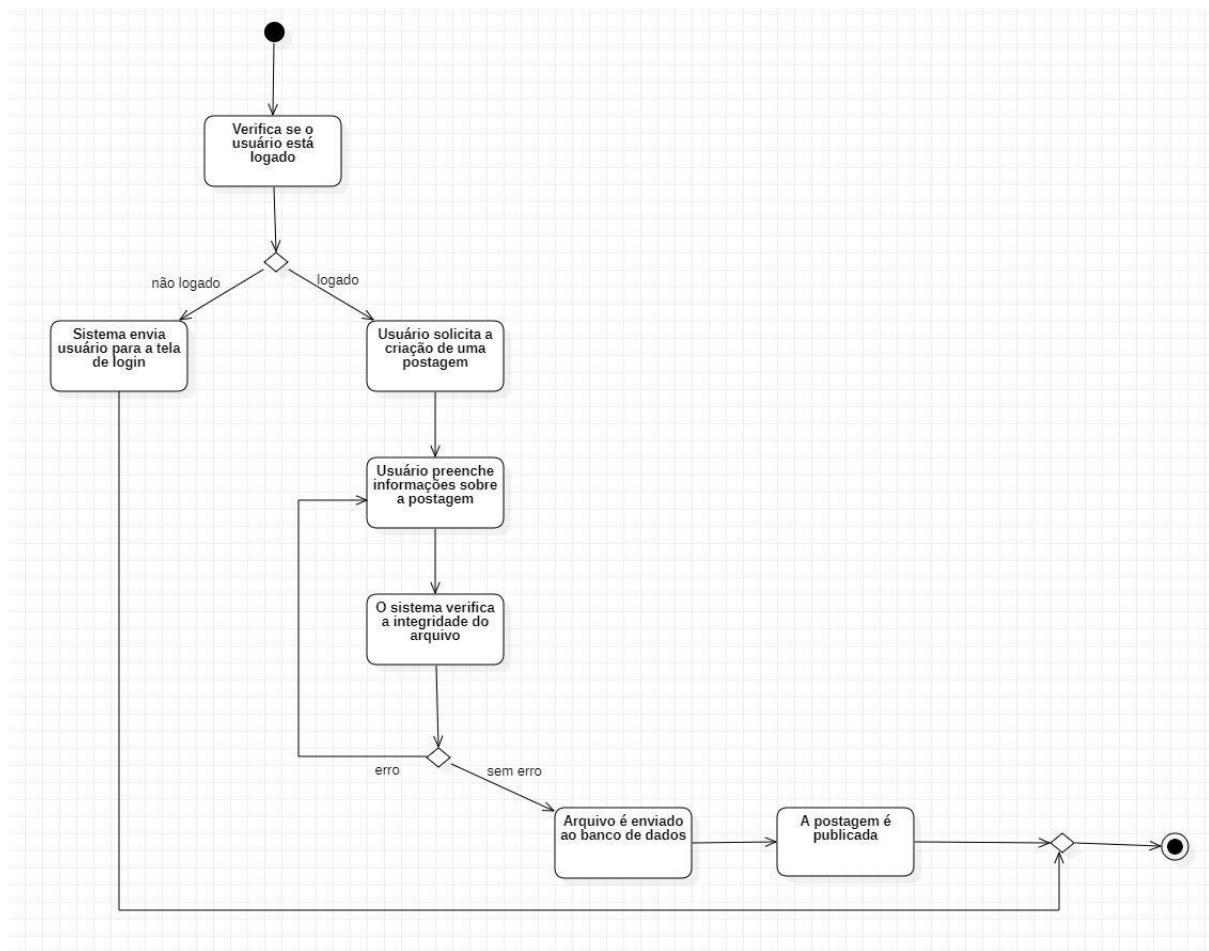 Verifica se o
usuário está
logado
não logado
logado
Sistema envia
usuário para a tela
de login
Usuário solicita a
criação de uma
postagem
Usuário preenche
informações sobre
a postagem
O sistema verifica
a integridade do
arquivo
erro
sem erro
Arquivo é enviado
ao banco de dados
A postagem é
publicada